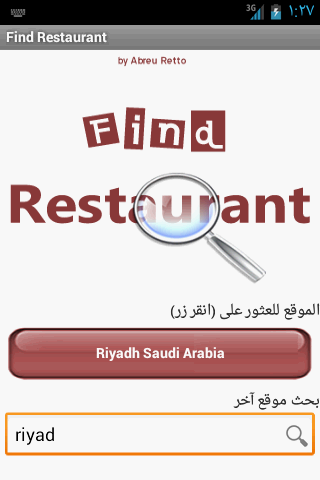 3G ١:٢٧
Find Restaurant
by Abreu Retto
Find
Restaurant
الموقع للعثور على (انقر زر)
Riyadh Saudi Arabia
بحث موقع آخر
riyad